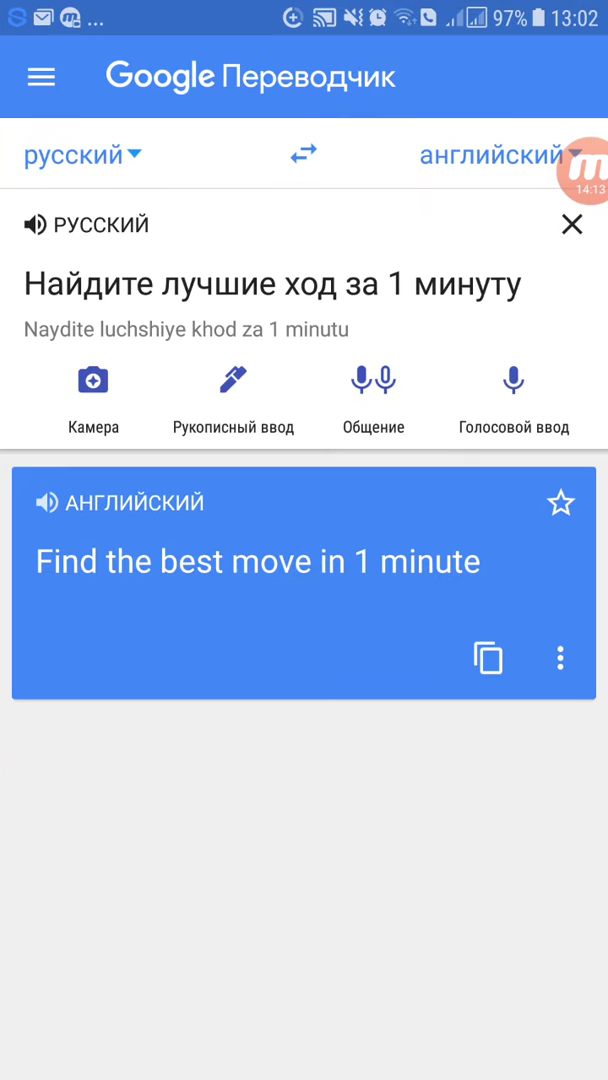 97% 13:02
Google Переводчик
русский английский
14:13
РУССКИЙ
Найдите лучшие ход за 1 минуту
Naydite luchshiye khod za 1 minutu
Камера Рукописный ввод Общение Голосовой ввод
АНГЛИЙСКИЙ
Find the best move in 1 minute